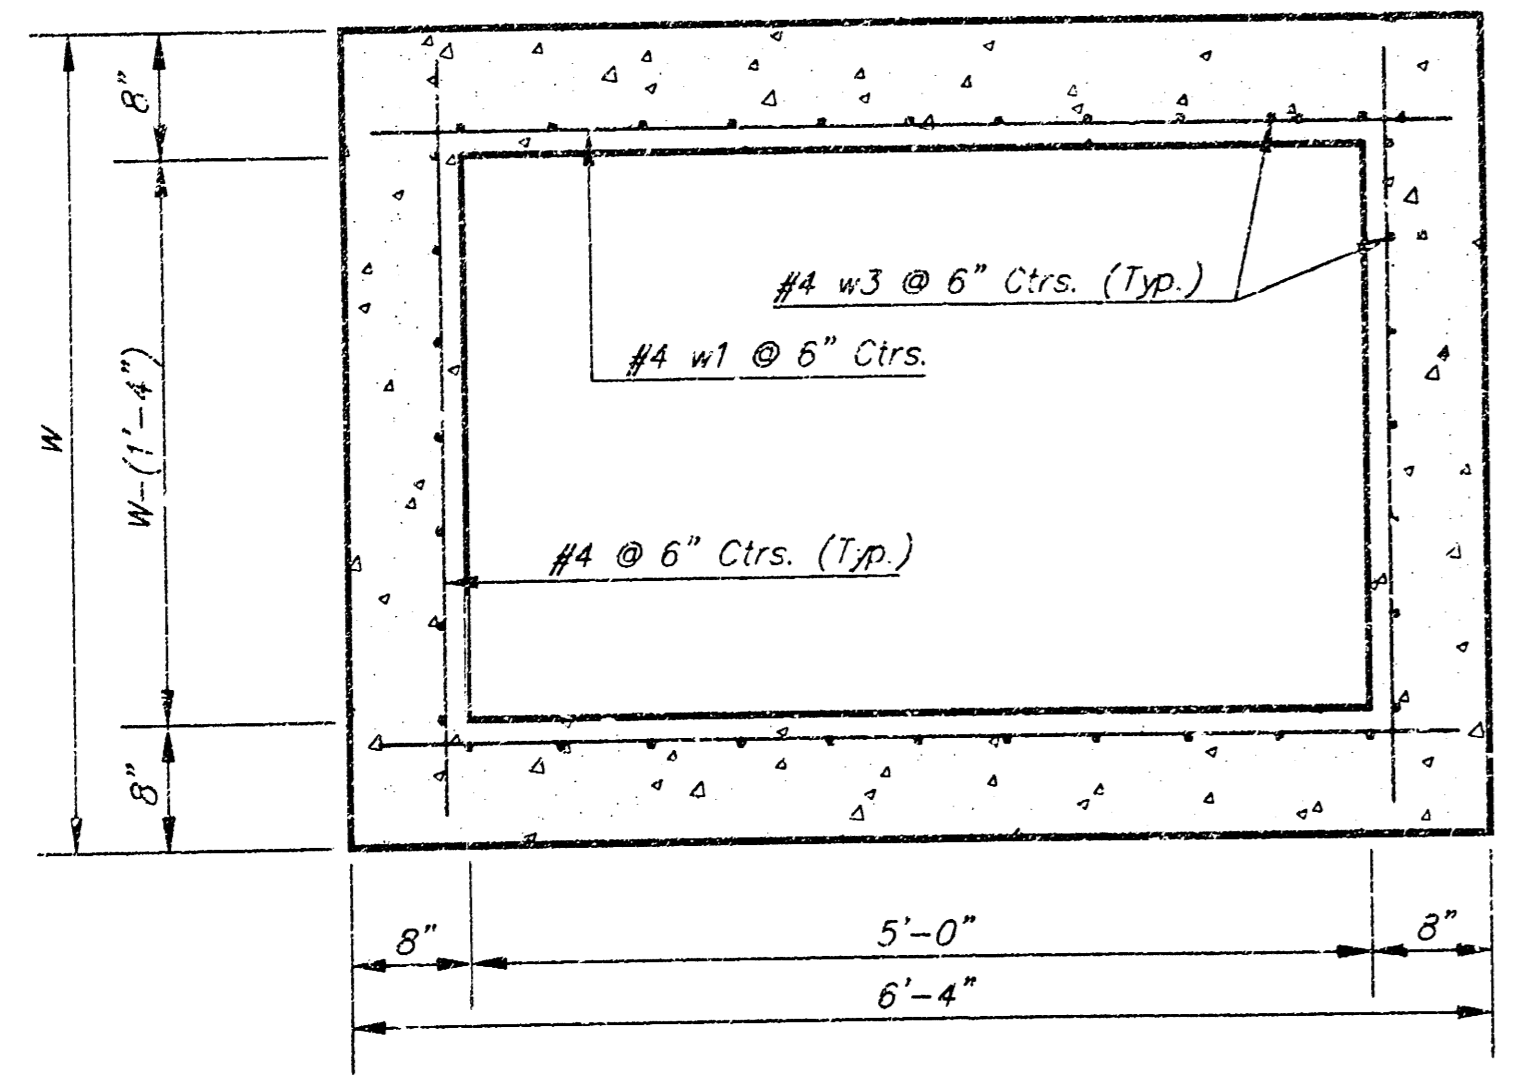 8"
#4 w3 @ 6" Ctrs. (Typ.)
#4 w1 @ 6" Ctrs.
W
W-(1'-4")
#4 @ 6" Ctrs. (Typ.)
8"
8"
5'-0"
8"
6'-4"